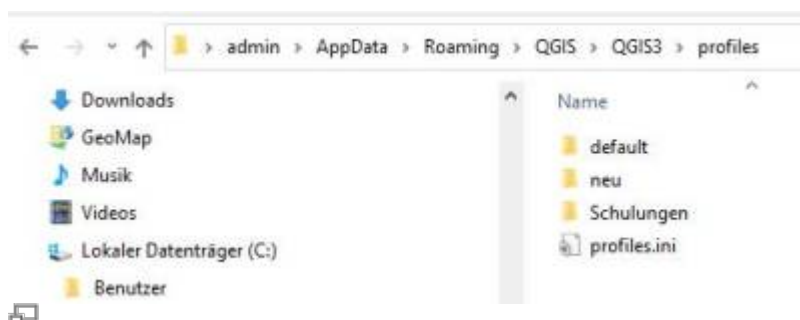 admin > AppData > Roaming > QGIS > QGIS3 > profiles
Downloads
GeoMap
Musik
Videos
Lokaler Datenträger (C:)
Benutzer
Name
default
neu
Schulungen
profiles.ini